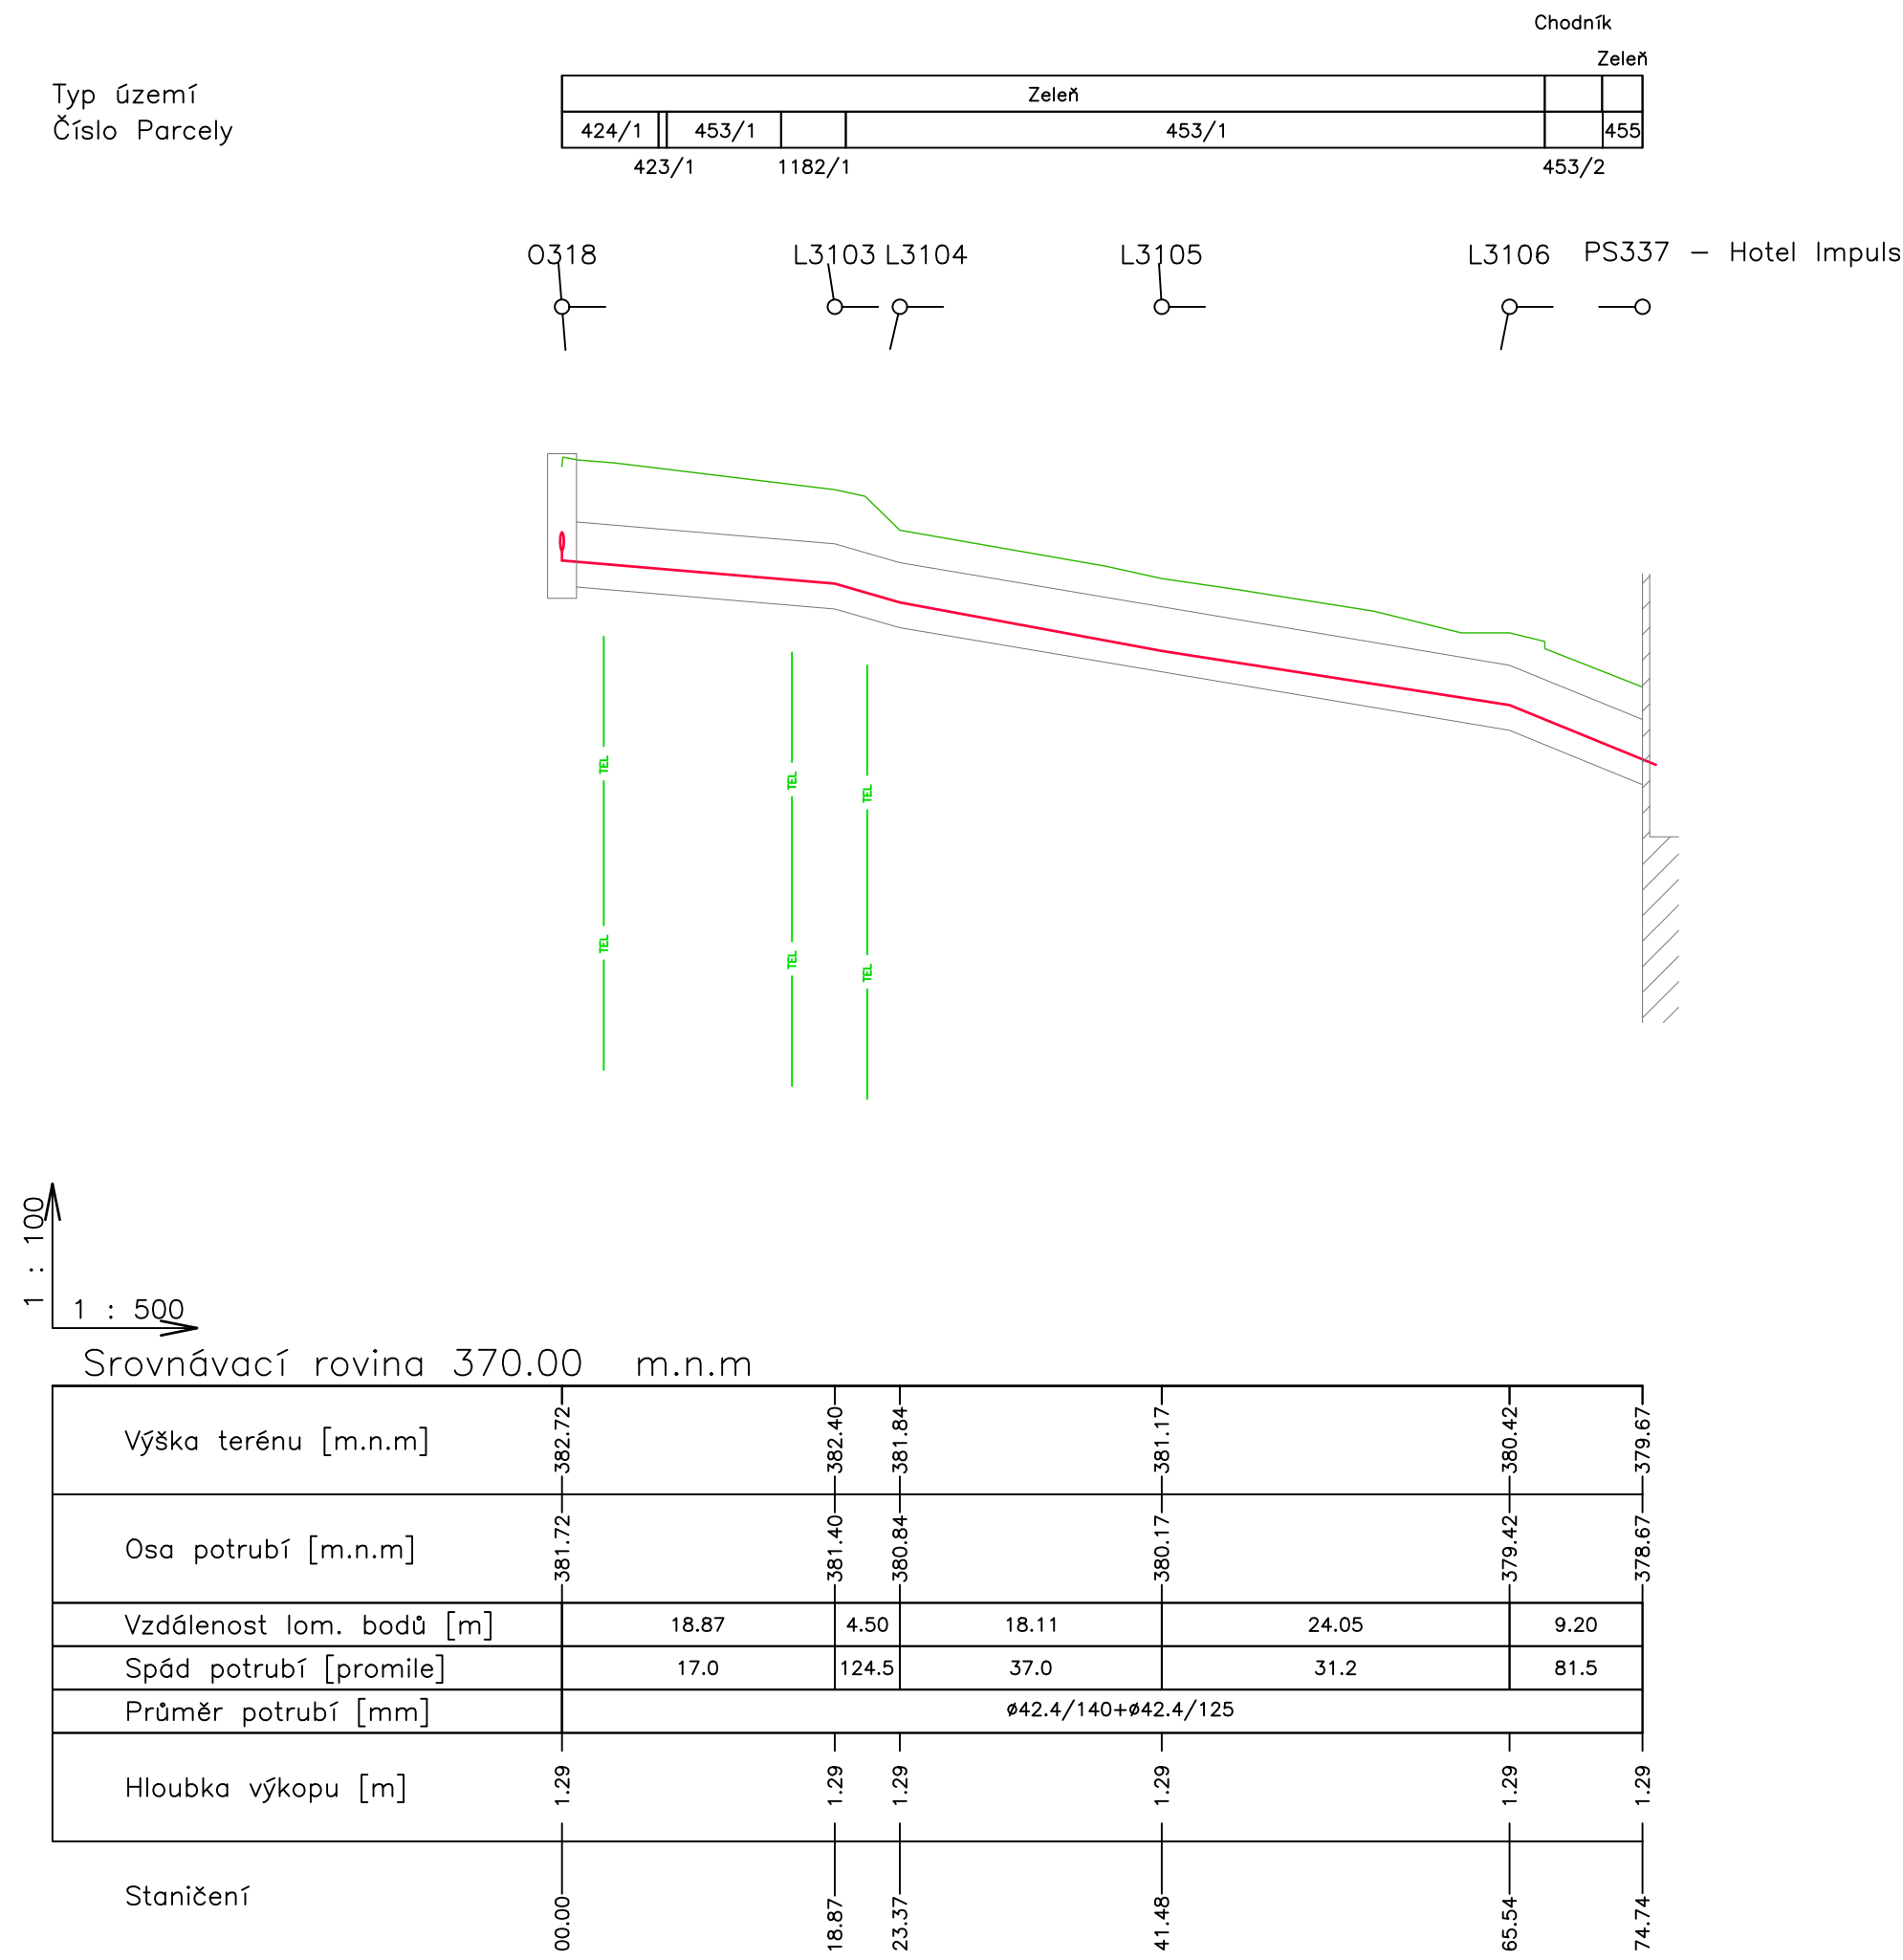 Chodník
Zeleň
Typ území
Zeleň
Číslo Parcely
424/1 453/1 453/1 455
423/1 1182/1 453/2
O318 L3103 L3104 L3105 L3106 PS337 – Hotel Impuls
TEL TEL TEL
TEL TEL TEL
1 : 100
1 : 500
Srovnávací rovina 370.00 m.n.m
Výška terénu [m.n.m] 382.72 382.40 381.84 381.17 380.42 379.67
Osa potrubí [m.n.m] 381.72 381.40 380.84 380.17 379.42 378.67
Vzdálenost lom. bodů [m] 18.87 4.50 18.11 24.05 9.20
Spád potrubí [promile] 17.0 124.5 37.0 31.2 81.5
Průměr potrubí [mm] ø42.4/140+ø42.4/125
Hloubka výkopu [m] 1.29 1.29 1.29 1.29 1.29 1.29
Staničení 00.00 18.87 23.37 41.48 65.54 74.74